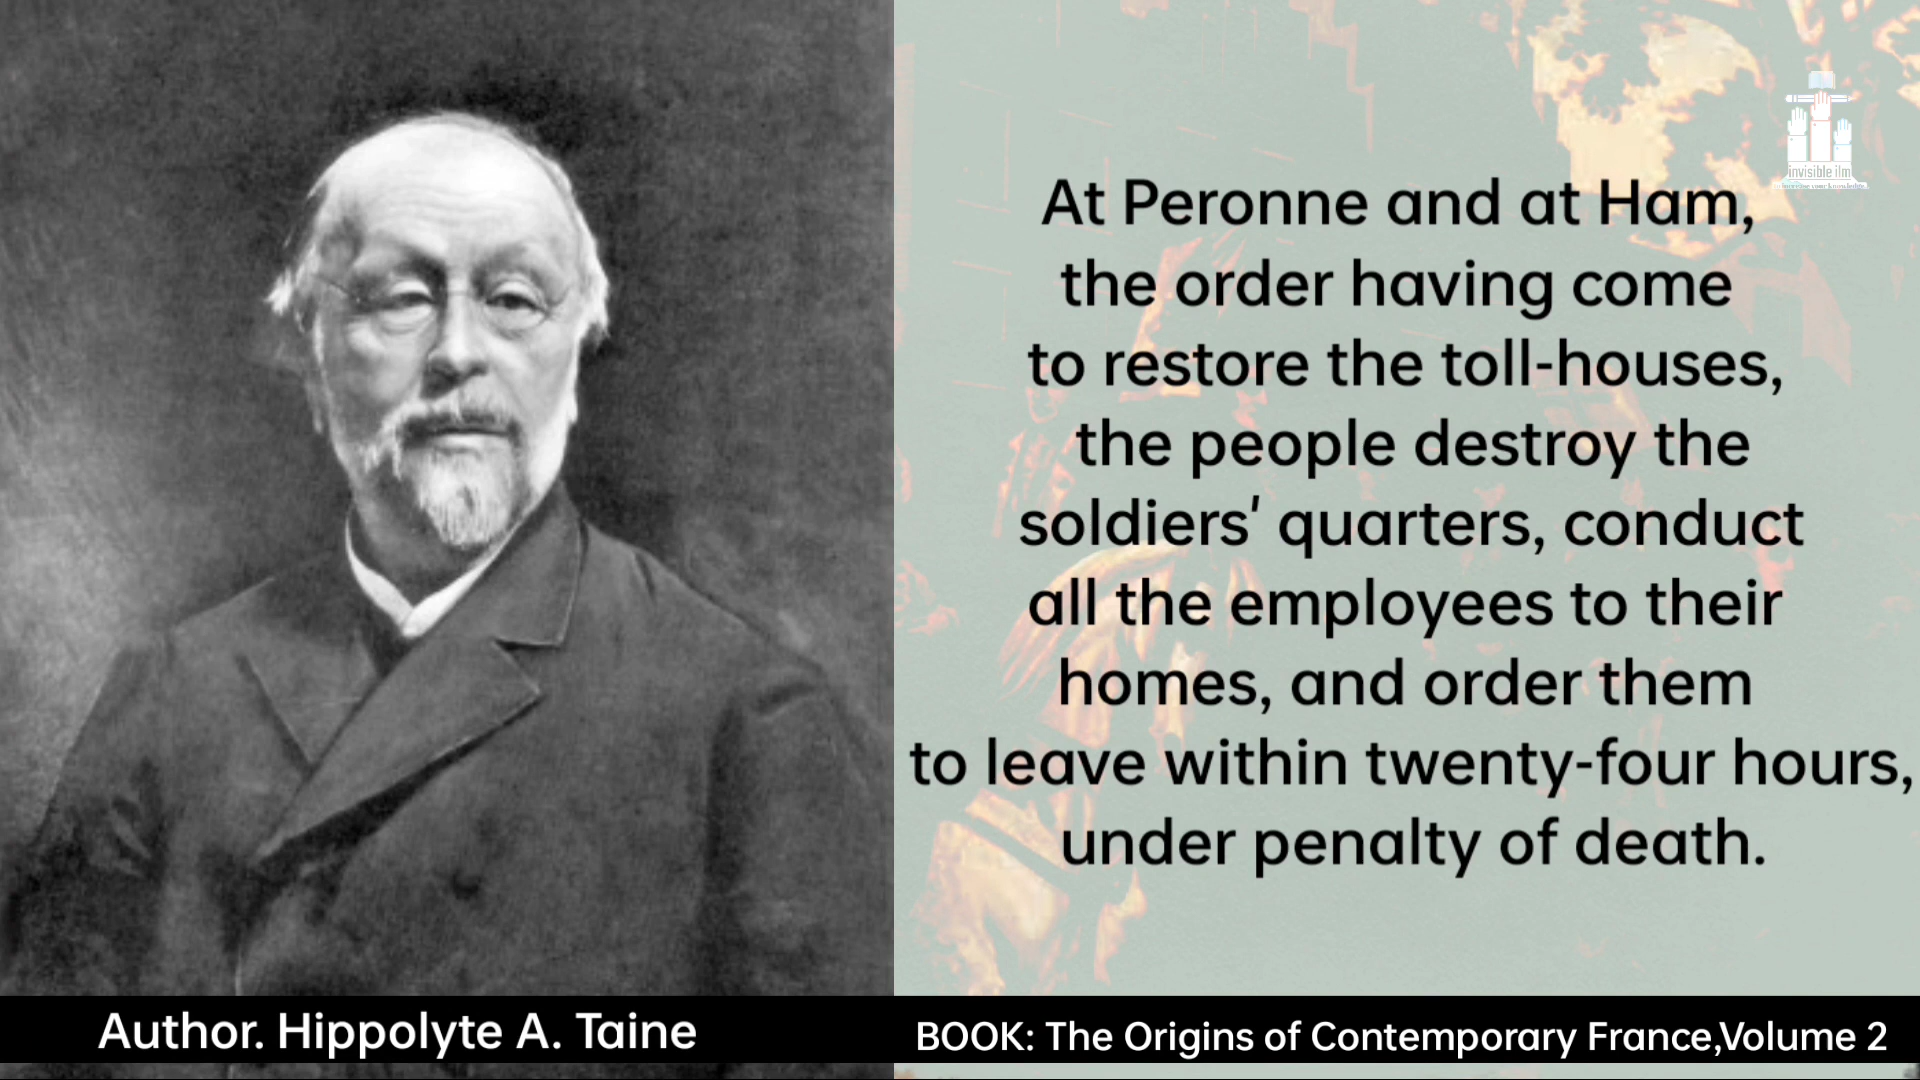 invisible ilm
At Peronne and at Ham,
the order having come
to restore the toll-houses,
the people destroy the
soldiers' quarters, conduct
all the employees to their
homes, and order them
to leave within twenty-four hours,
under penalty of death.
Author. Hippolyte A. Taine
BOOK: The Origins of Contemporary France,Volume 2